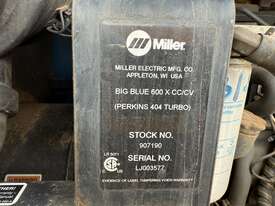 Miller
MILLER ELECTRIC MFG. CO.
APPLETON, WI USA
BIG BLUE 600 X CC/CV
(PERKINS 404 TURBO)
STOCK NO.
907190
SERIAL NO.
LJ003577
EVIDENCE OF LABEL TAMPERING VOIDS WARRANTY